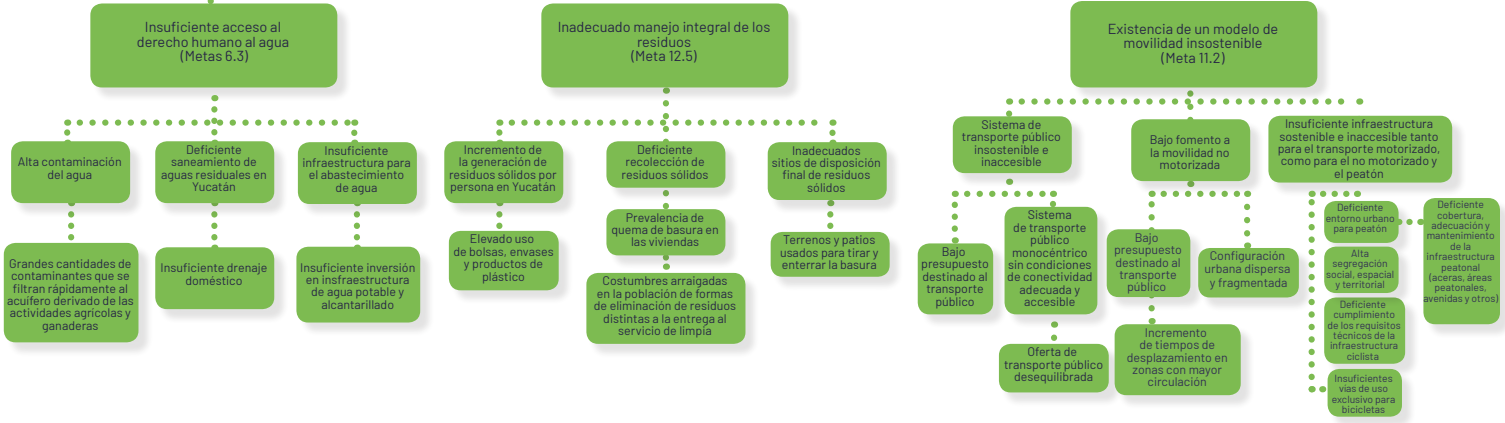 Insuficiente acceso al
derecho humano al agua
(Metas 6.3)
Alta contaminación
del agua
Grandes cantidades de
contaminantes que se
filtran rápidamente al
acuífero derivado de las
actividades agrícolas y
ganaderas
Deficiente
saneamiento de
aguas residuales en
Yucatán
Insuficiente drenaje
doméstico
Insuficiente
infraestructura para
el abastecimiento
de agua
Insuficiente inversión
en insfraestructura
de agua potable y
alcantarillado
Inadecuado manejo integral de los
residuos
(Meta 12.5)
Incremento de
la generación de
residuos sólidos por
persona en Yucatán
Elevado uso
de bolsas, envases
y productos de
plástico
Deficiente
recolección de
residuos sólidos
Prevalencia de
quema de basura en
las viviendas
Costumbres arraigadas
en la población de formas
de eliminación de residuos
distintas a la entrega al
servicio de limpia
Inadecuados
sitios de disposición
final de residuos
sólidos
Terrenos y patios
usados para tirar y
enterrar la basura
Existencia de un modelo de
movilidad insostenible
(Meta 11.2)
Sistema de
transporte público
insostenible e
inaccesible
Bajo
presupuesto
destinado al
transporte
público
Sistema
de transporte
público
monocéntrico
sin condiciones
de conectividad
adecuada y
accesible
Oferta de
transporte público
desequilibrada
Bajo fomento a
la movilidad no
motorizada
Bajo
presupuesto
destinado al
transporte
público
Incremento
de tiempos de
desplazamiento en
zonas con mayor
circulación
Configuración
urbana dispersa
y fragmentada
Insuficiente infraestructura
sostenible e inaccesible tanto
para el transporte motorizado,
como para el no motorizado y
el peatón
Deficiente
entorno urbano
para peatón
Deficiente
cobertura,
adecuación y
mantenimiento
de la
infraestructura
peatonal
(aceras, áreas
peatonales,
avenidas y otros)
Alta
segregación
social, espacial
y territorial
Deficiente
cumplimiento
de los requisitos
técnicos de la
infraestructura
ciclista
Insuficientes
vías de uso
exclusivo para
bicicletas